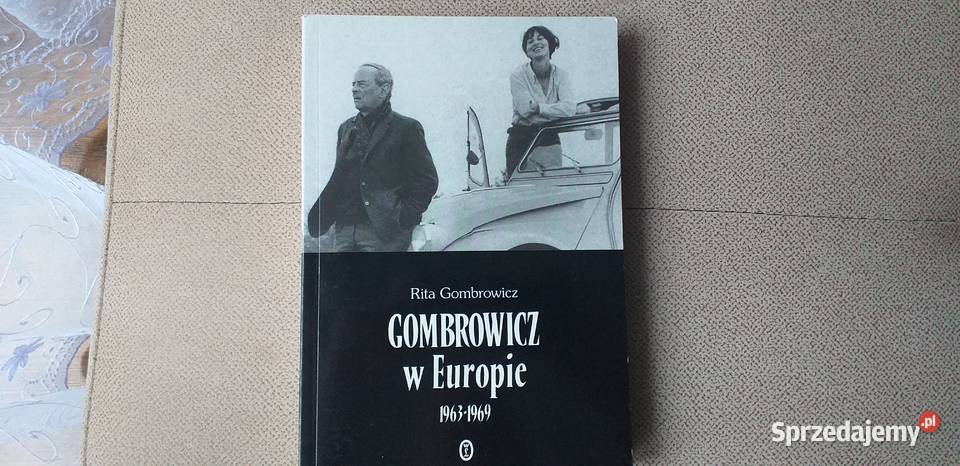 Rita Gombrowicz
GOMBROWICZ
w Europie
1963-1969
Sprzedajemy.pl